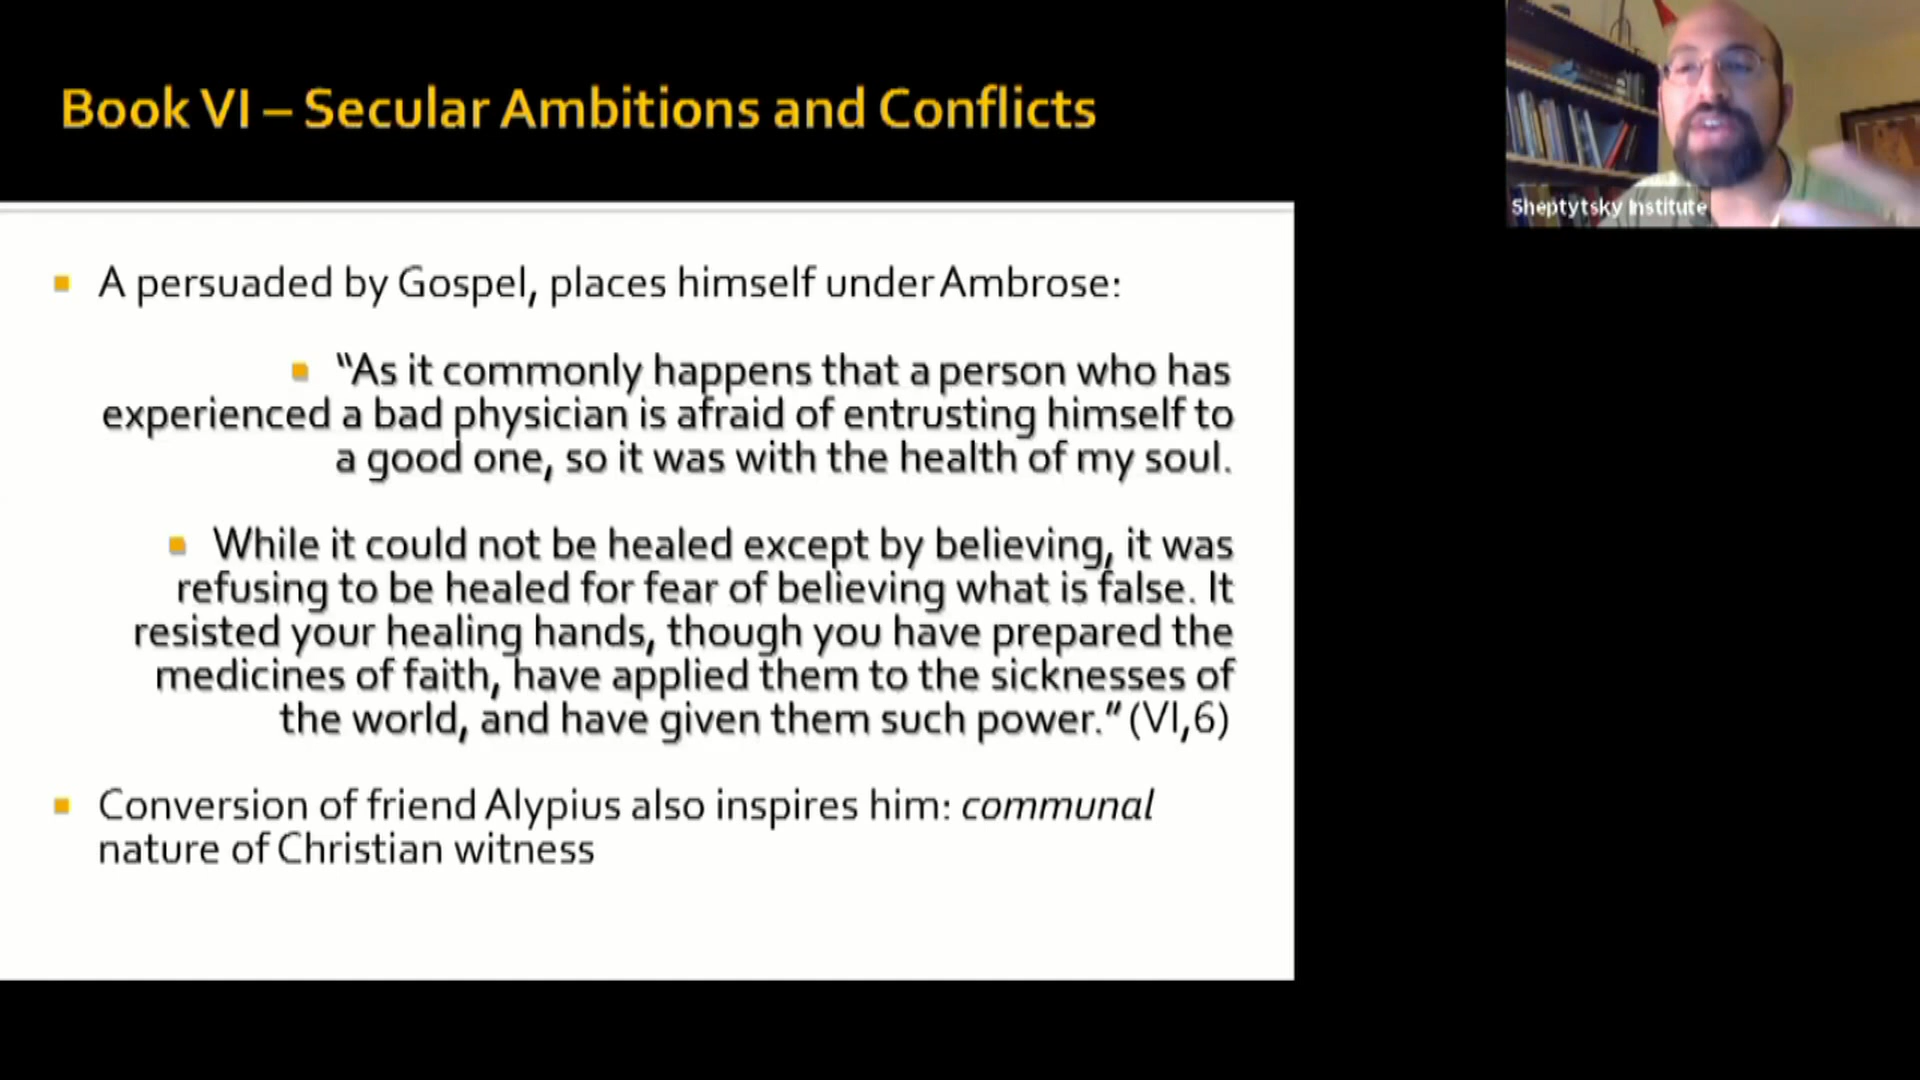 Book VI – Secular Ambitions and Conflicts
Sheptytsky Institute
▪ A persuaded by Gospel, places himself under Ambrose:
▪ “As it commonly happens that a person who has
experienced a bad physician is afraid of entrusting himself to
a good one, so it was with the health of my soul.
▪ While it could not be healed except by believing, it was
refusing to be healed for fear of believing what is false. It
resisted your healing hands, though you have prepared the
medicines of faith, have applied them to the sicknesses of
the world, and have given them such power.” (VI,6)
▪ Conversion of friend Alypius also inspires him: communal
nature of Christian witness